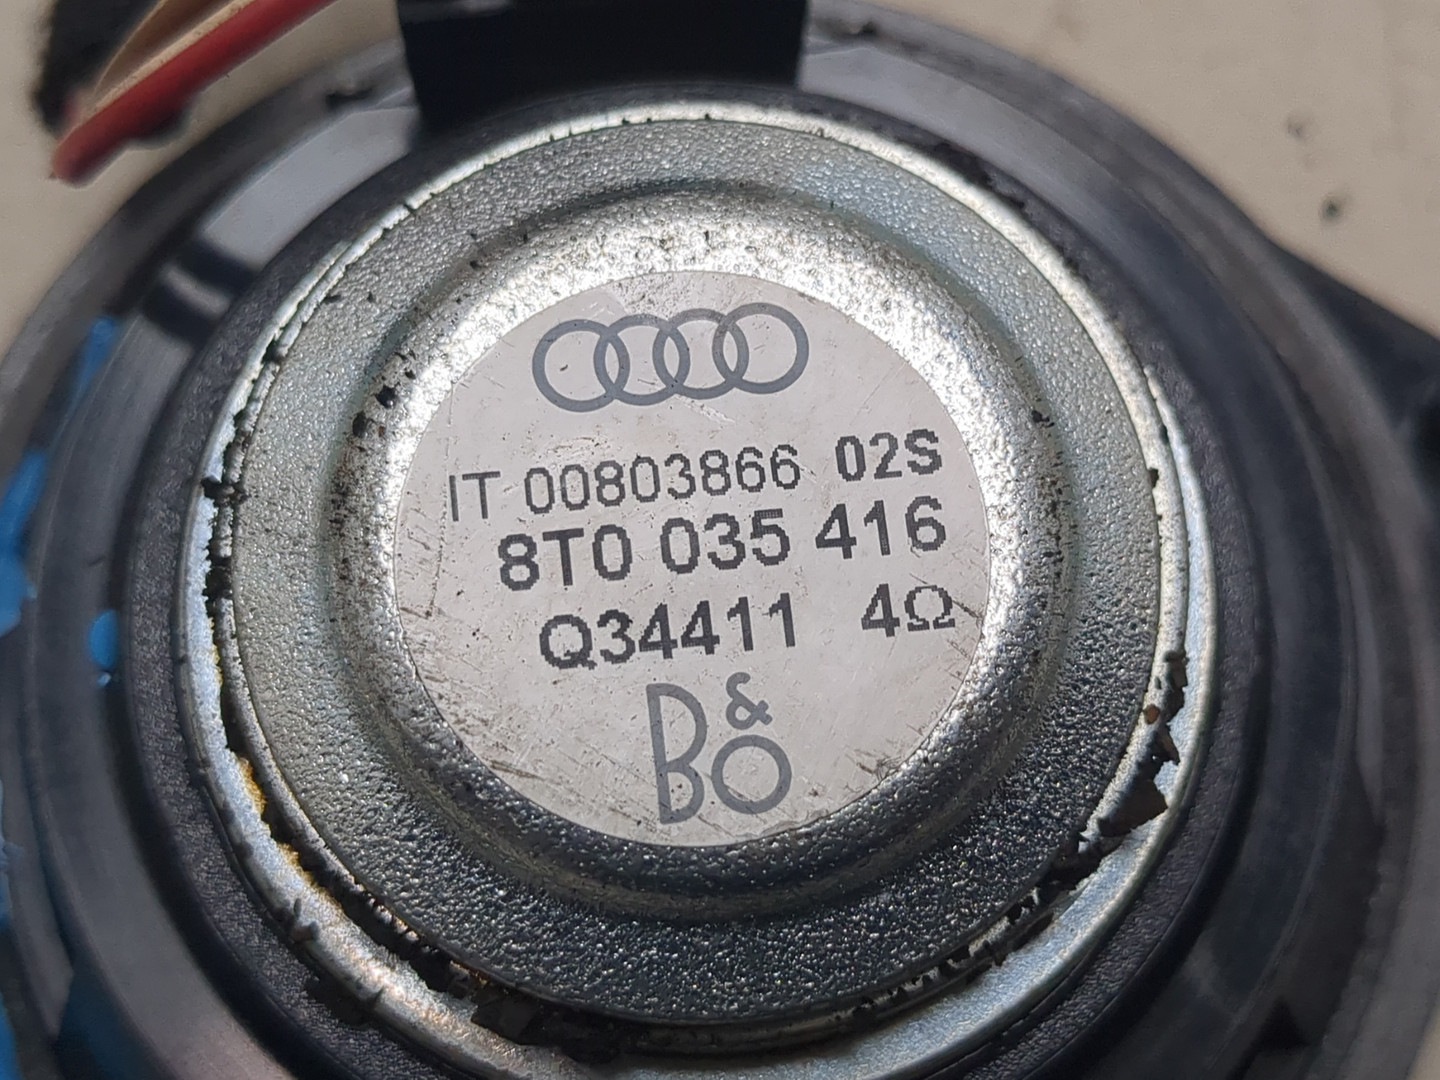 IT 00803866 02S
8T0 035 416
Q34411 4Ω
B&O